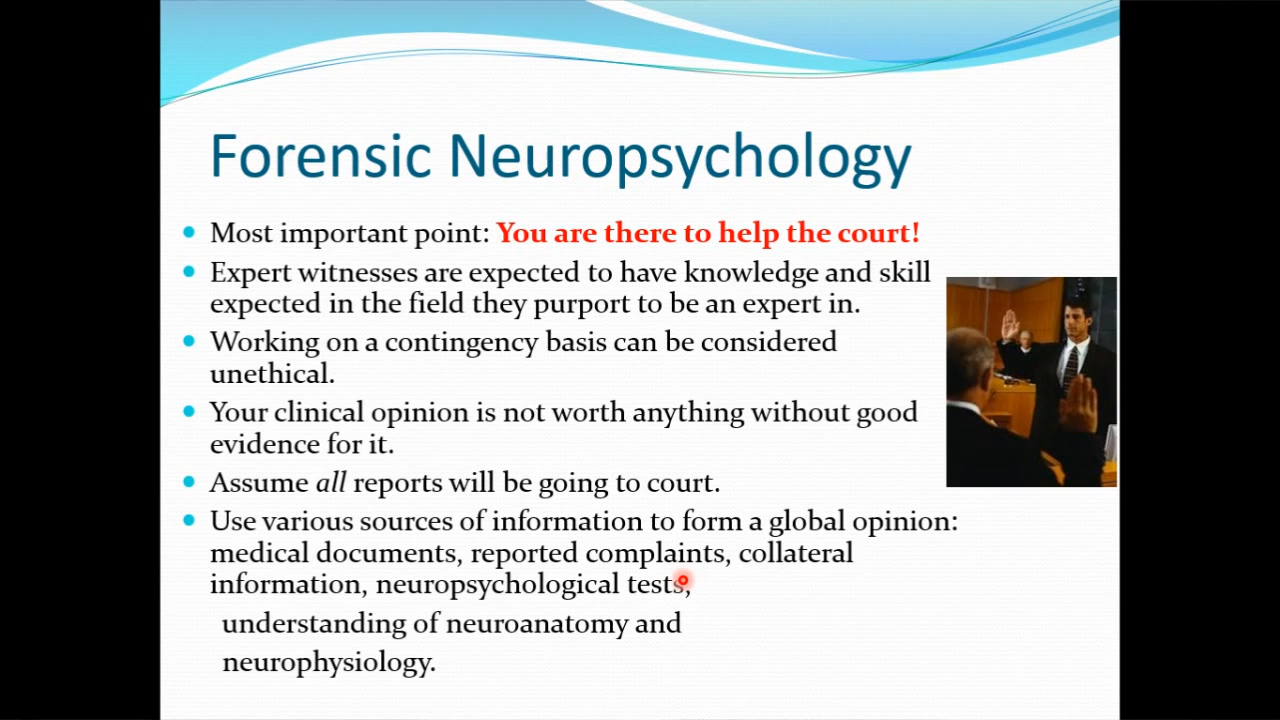 Forensic Neuropsychology
Most important point: You are there to help the court!
Expert witnesses are expected to have knowledge and skill
expected in the field they purport to be an expert in.
Working on a contingency basis can be considered
unethical.
Your clinical opinion is not worth anything without good
evidence for it.
Assume all reports will be going to court.
Use various sources of information to form a global opinion:
medical documents, reported complaints, collateral
information, neuropsychological tests,
understanding of neuroanatomy and
neurophysiology.